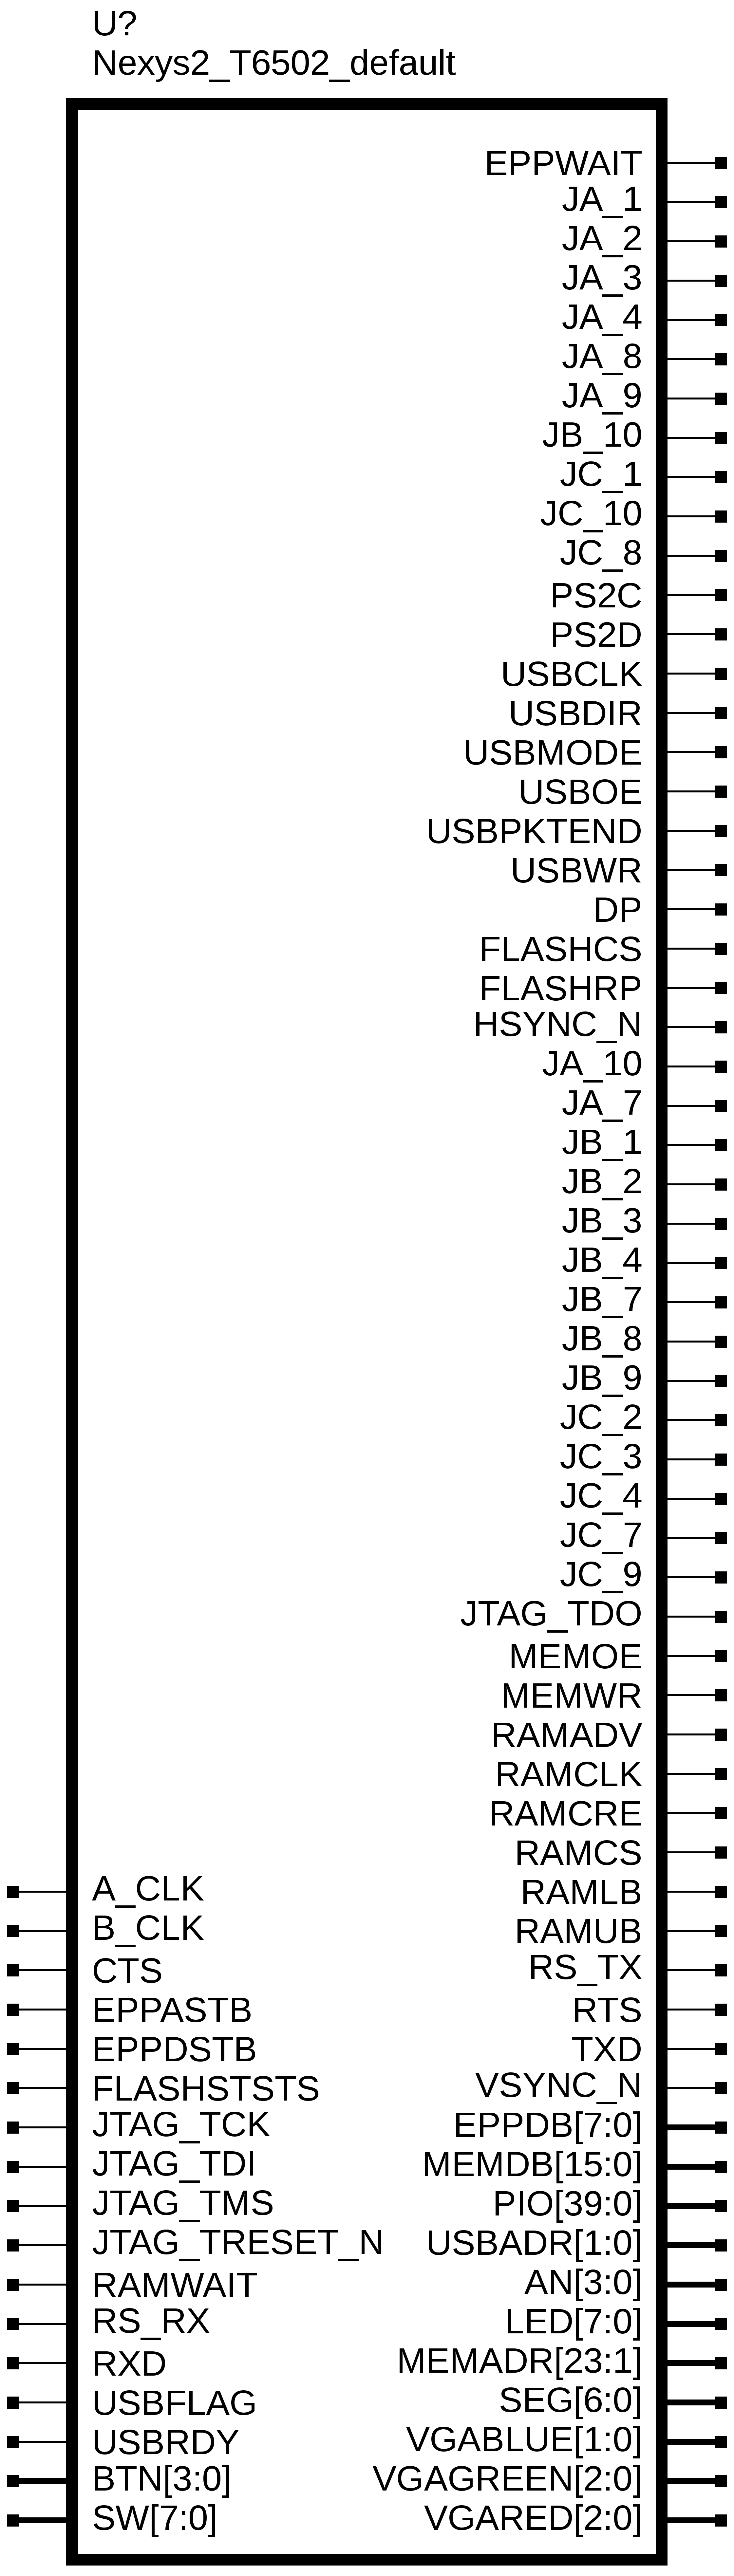 U?
Nexys2_T6502_default
EPPWAIT
JA_1
JA_2
JA_3
JA_4
JA_8
JA_9
JB_10
JC_1
JC_10
JC_8
PS2C
PS2D
USBCLK
USBDIR
USBMODE
USBOE
USBPKTEND
USBWR
DP
FLASHCS
FLASHRP
HSYNC_N
JA_10
JA_7
JB_1
JB_2
JB_3
JB_4
JB_7
JB_8
JB_9
JC_2
JC_3
JC_4
JC_7
JC_9
JTAG_TDO
MEMOE
MEMWR
RAMADV
RAMCLK
RAMCRE
RAMCS
A_CLK RAMLB
B_CLK RAMUB
CTS RS_TX
EPPASTB RTS
EPPDSTB TXD
FLASHSTSTS VSYNC_N
JTAG_TCK EPPDB[7:0]
JTAG_TDI MEMDB[15:0]
JTAG_TMS PIO[39:0]
JTAG_TRESET_N USBADR[1:0]
RAMWAIT AN[3:0]
RS_RX LED[7:0]
RXD MEMADR[23:1]
USBFLAG SEG[6:0]
USBRDY VGABLUE[1:0]
BTN[3:0] VGAGREEN[2:0]
SW[7:0] VGARED[2:0]